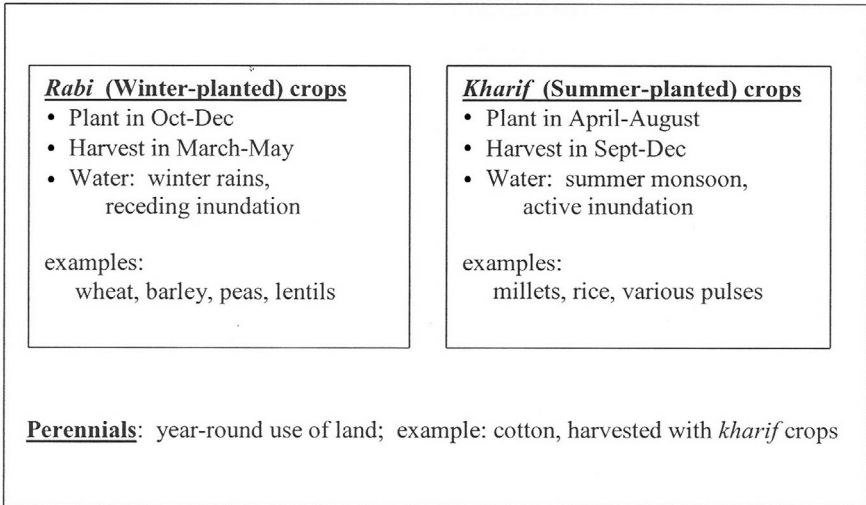 Rabi (Winter-planted) crops
• Plant in Oct-Dec
• Harvest in March-May
• Water: winter rains,
receding inundation
examples:
wheat, barley, peas, lentils
Kharif (Summer-planted) crops
• Plant in April-August
• Harvest in Sept-Dec
• Water: summer monsoon,
active inundation
examples:
millets, rice, various pulses
Perennials: year-round use of land; example: cotton, harvested with kharif crops